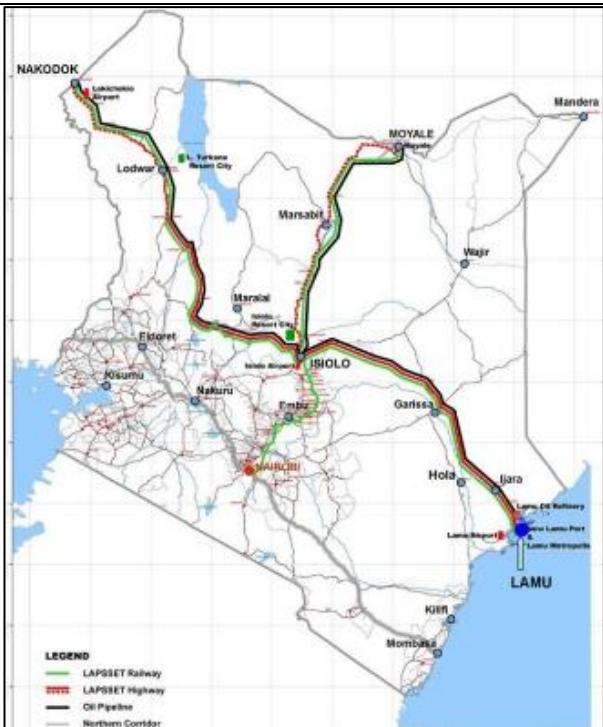 NAKODOK
Lokichokio
Airport
Mandera
MOYALE
Moyale
L. Turkana
Resort City
Lodwar
Marsabit
Wajir
Maralal
Isiolo
Resort City
Eldoret
ISIOLO
Isiolo Airport
Kisumu
Nakuru
Embu
Garissa
NAIROBI
Hola
Ijara
Lamu Oil Refinery
New Lamu Port
&
Lamu Metropolis
Lamu Airport
LAMU
Kilifi
Mombasa
LEGEND
LAPSSET Railway
LAPSSET Highway
Oil Pipeline
Northern Corridor